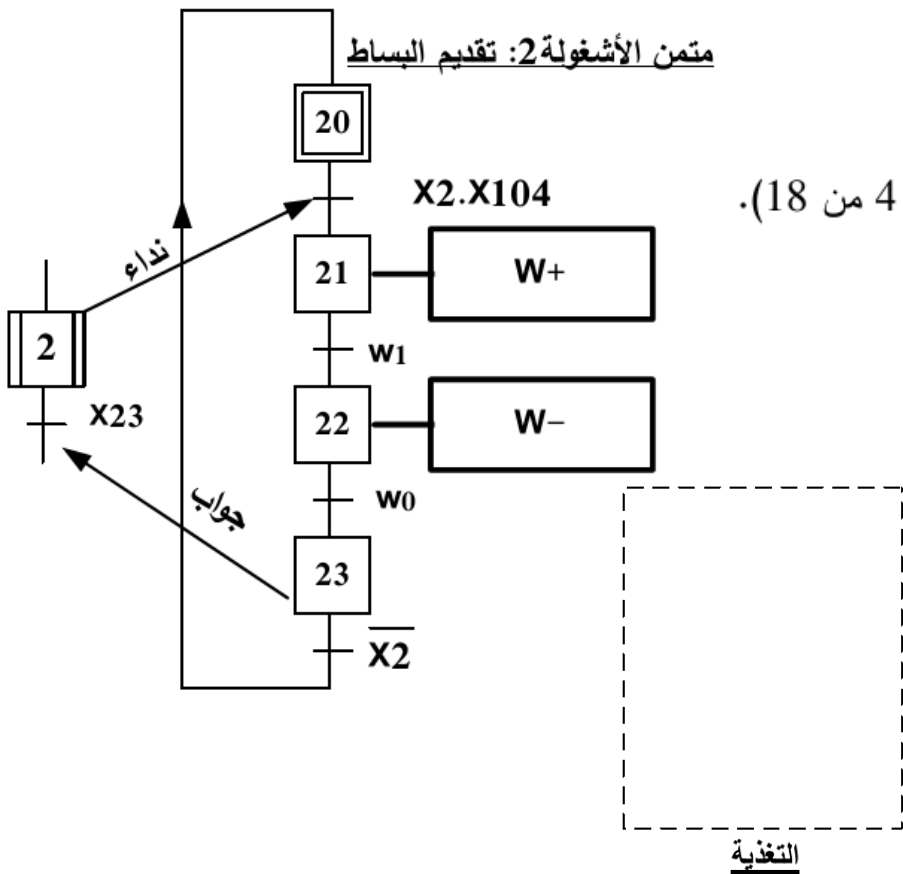 متمن الأشغولة2: تقديم البساط
20
X2.X104
4 من 18).
نداء
21
W+
2
w1
X23
22
W−
جواب
w0
23
X2
التغذية